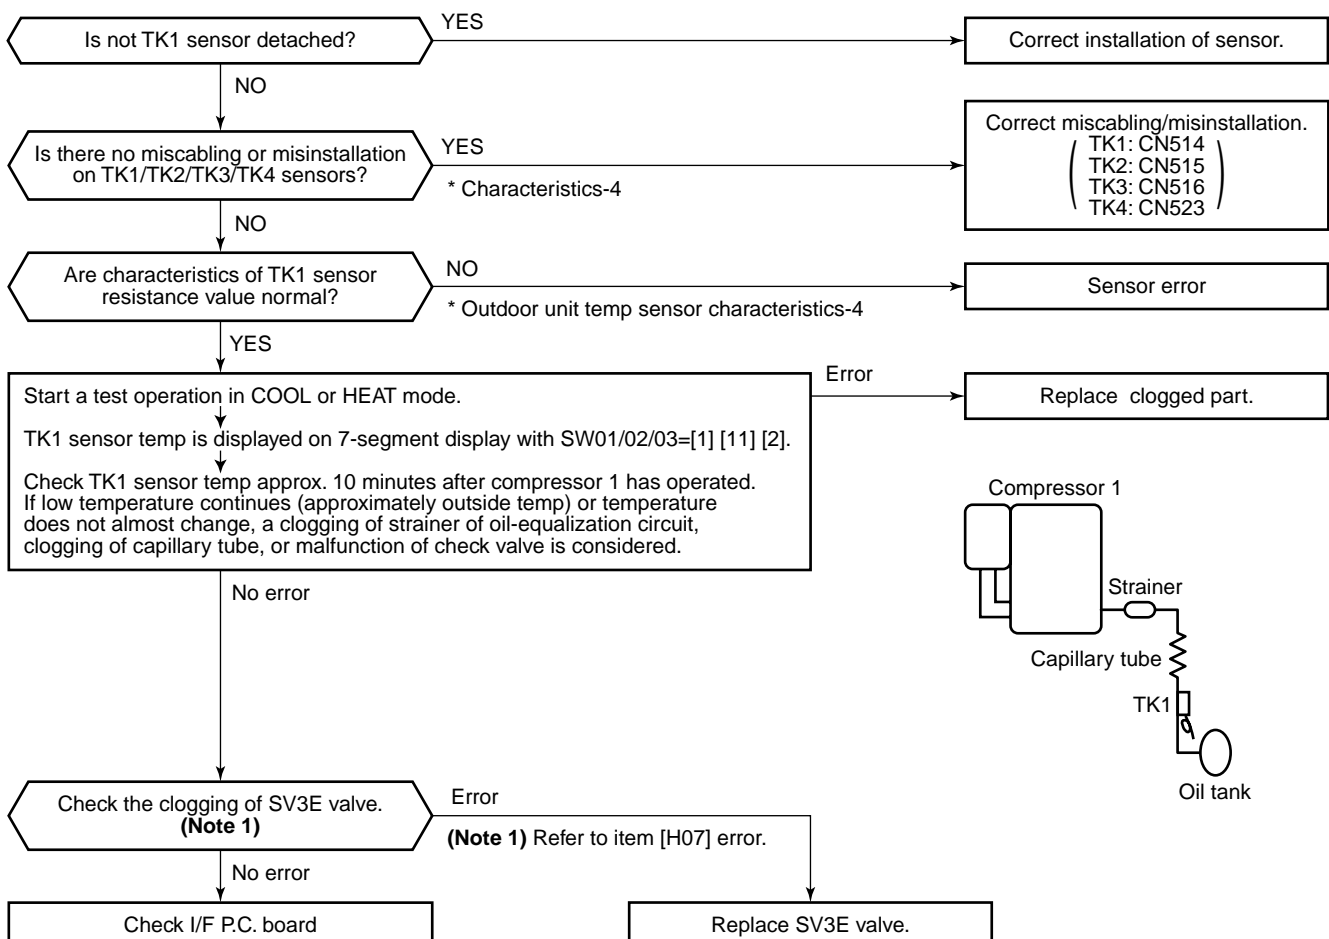 Is not TK1 sensor detached?
YES
Correct installation of sensor.
NO
Is there no miscabling or misinstallation
on TK1/TK2/TK3/TK4 sensors?
YES
* Characteristics-4
Correct miscabling/misinstallation.
TK1: CN514
TK2: CN515
TK3: CN516
TK4: CN523
NO
Are characteristics of TK1 sensor
resistance value normal?
NO
* Outdoor unit temp sensor characteristics-4
Sensor error
YES
Start a test operation in COOL or HEAT mode.
TK1 sensor temp is displayed on 7-segment display with SW01/02/03=[1] [11] [2].
Check TK1 sensor temp approx. 10 minutes after compressor 1 has operated.
If low temperature continues (approximately outside temp) or temperature
does not almost change, a clogging of strainer of oil-equalization circuit,
clogging of capillary tube, or malfunction of check valve is considered.
Error
Replace clogged part.
Compressor 1
Strainer
Capillary tube
TK1
Oil tank
No error
Check the clogging of SV3E valve.
(Note 1)
Error
(Note 1) Refer to item [H07] error.
No error
Check I/F P.C. board
Replace SV3E valve.